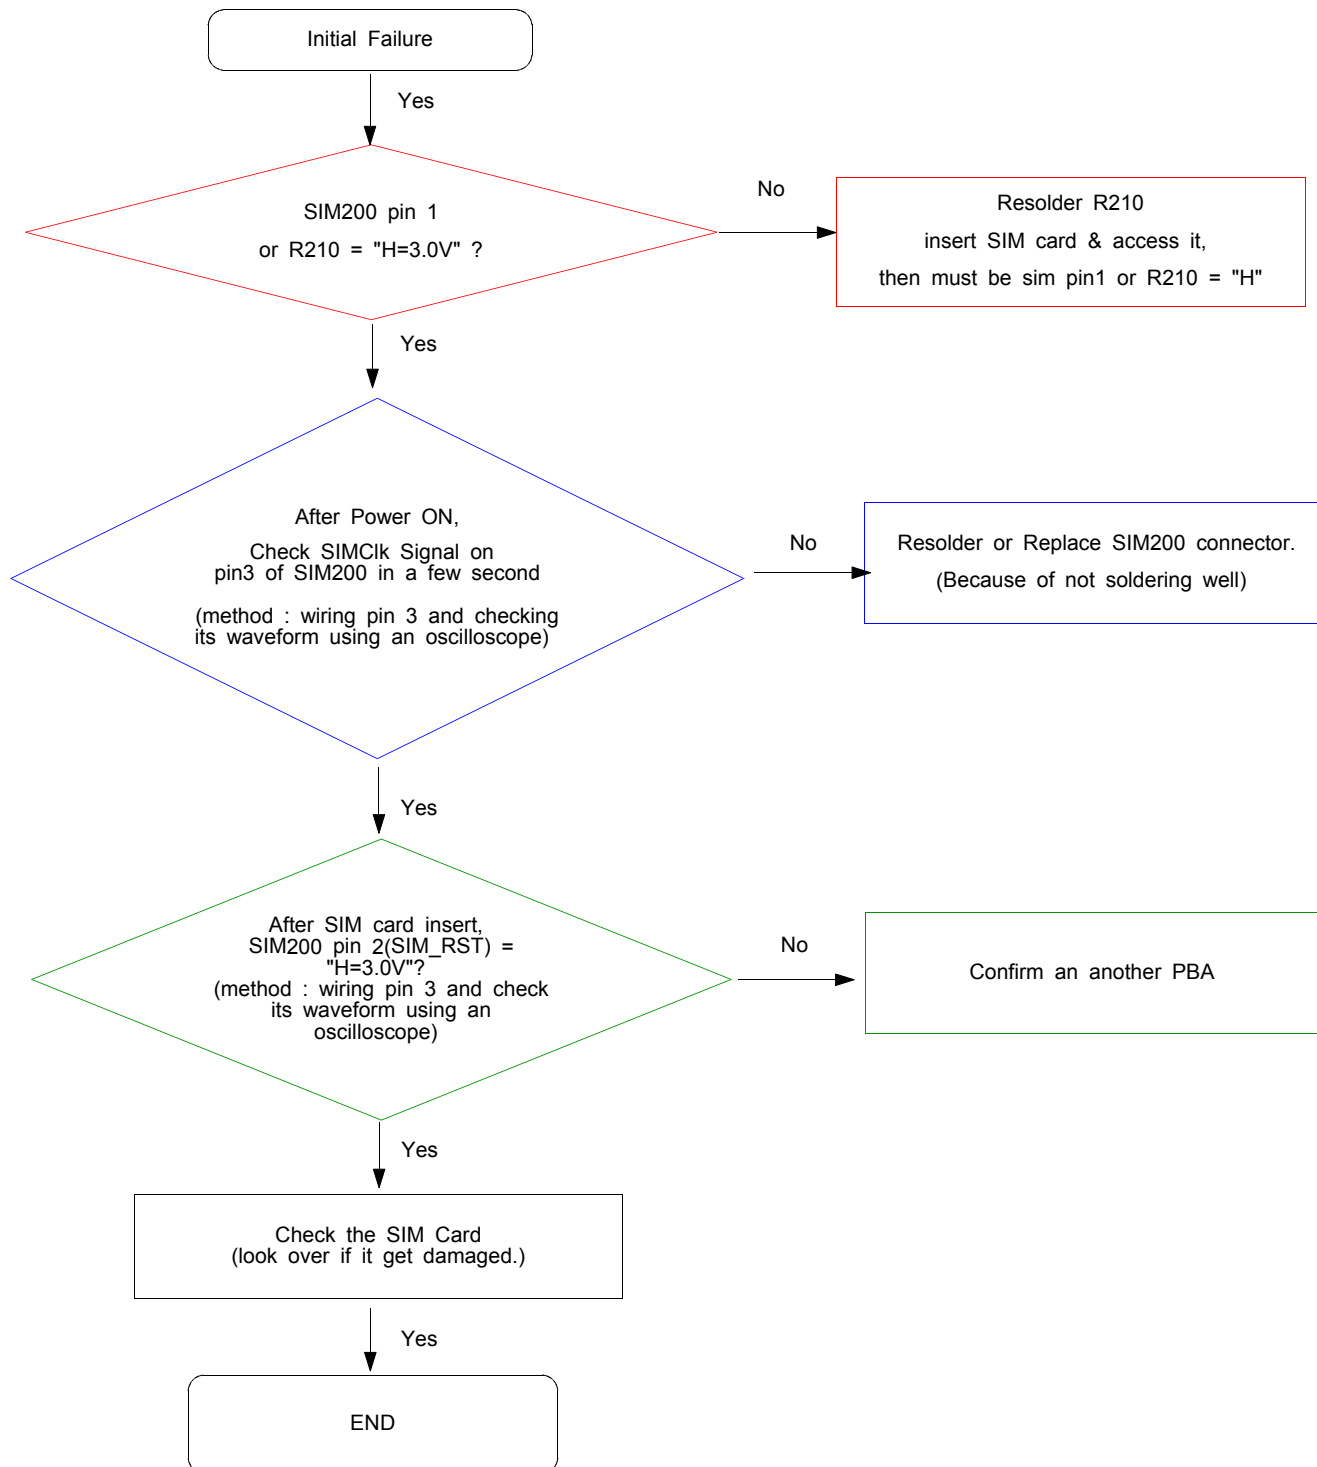 Initial Failure
Yes
SIM200 pin 1
or R210 = "H=3.0V" ?
No
Resolder R210
insert SIM card & access it,
then must be sim pin1 or R210 = "H"
Yes
After Power ON,
Check SIMClk Signal on
pin3 of SIM200 in a few second
(method : wiring pin 3 and checking
its waveform using an oscilloscope)
No
Resolder or Replace SIM200 connector.
(Because of not soldering well)
Yes
After SIM card insert,
SIM200 pin 2(SIM_RST) =
"H=3.0V"?
(method : wiring pin 3 and check
its waveform using an
oscilloscope)
No
Confirm an another PBA
Yes
Check the SIM Card
(look over if it get damaged.)
Yes
END